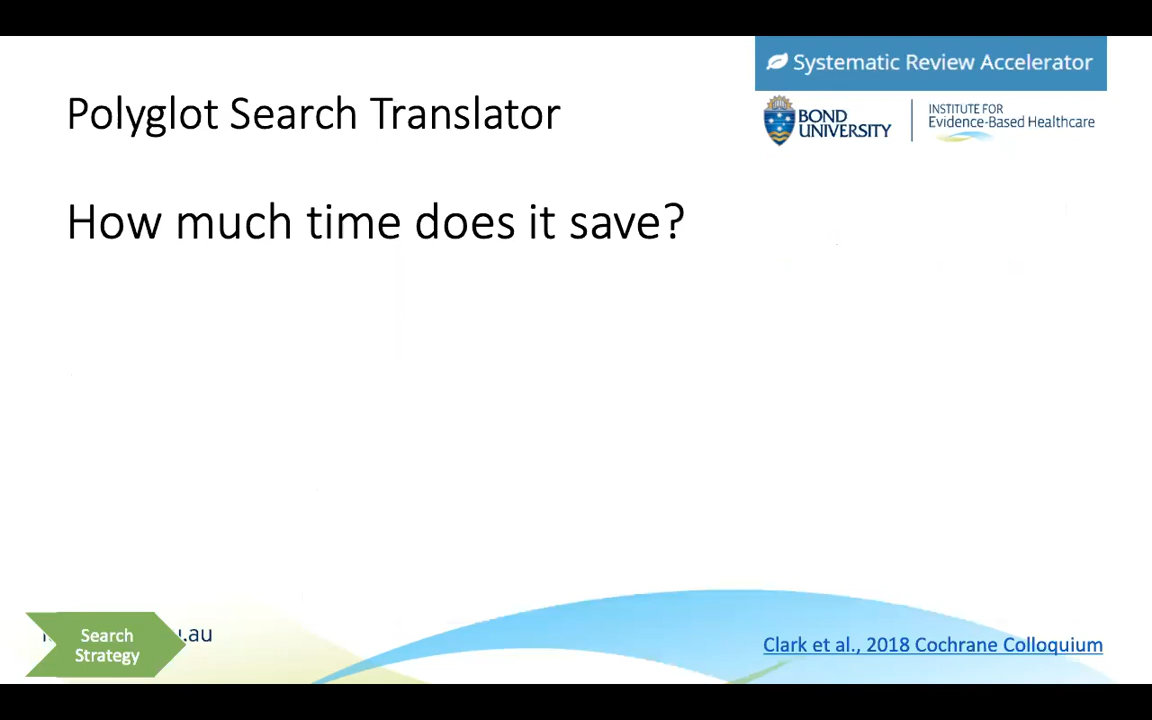 Systematic Review Accelerator
Polyglot Search Translator
BOND
UNIVERSITY
INSTITUTE FOR
Evidence-Based Healthcare
How much time does it save?
Search
Strategy
.au
Clark et al., 2018 Cochrane Colloquium